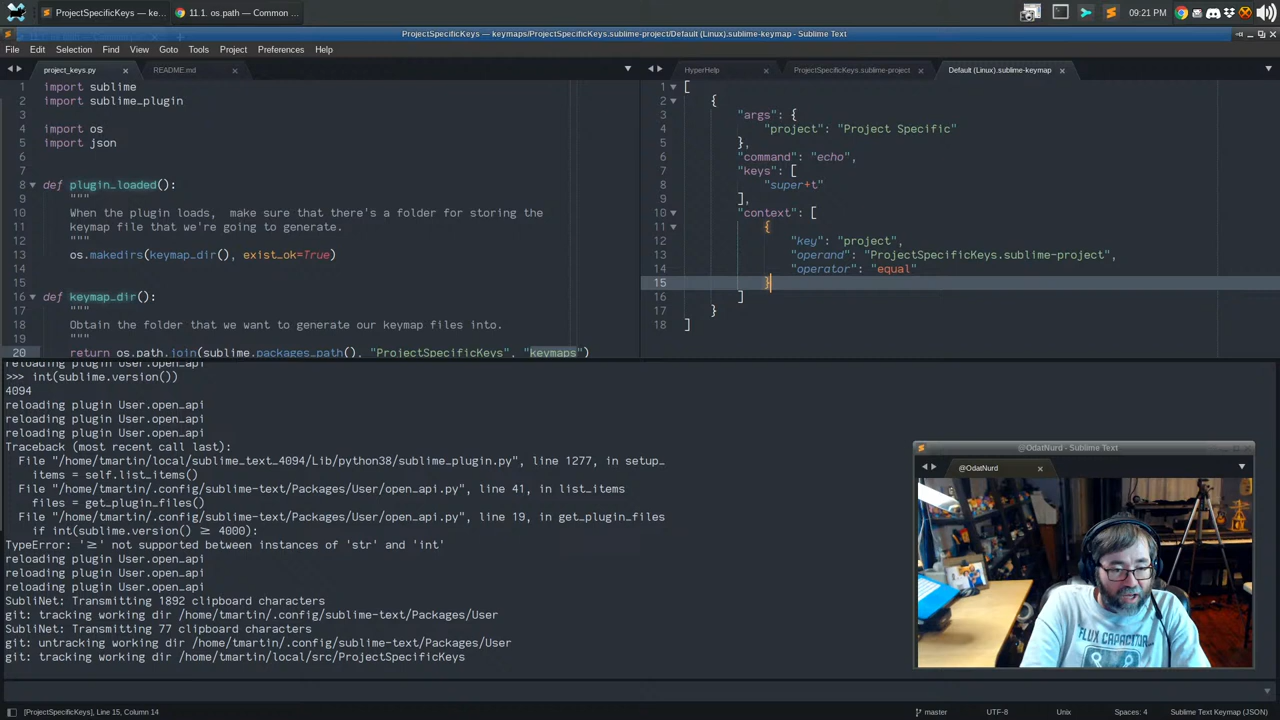 ProjectSpecificKeys — ke...
11.1. os.path — Common ...
09:21 PM
ProjectSpecificKeys — keymaps/ProjectSpecificKeys.sublime-project/Default (Linux).sublime-keymap - Sublime Text
File Edit Selection Find View Goto Tools Project Preferences Help
project_keys.py
README.md
1 import sublime
2 import sublime_plugin
3
4 import os
5 import json
6
7
8 def plugin_loaded():
9 """
10 When the plugin loads, make sure that there's a folder for storing the
11 keymap file that we're going to generate.
12 """
13 os.makedirs(keymap_dir(), exist_ok=True)
14
15
16 def keymap_dir():
17 """
18 Obtain the folder that we want to generate our keymap files into.
19 """
20 return os.path.join(sublime.packages_path(), "ProjectSpecificKeys", "keymaps")
HyperHelp
ProjectSpecificKeys.sublime-project
Default (Linux).sublime-keymap
1 [
2 {
3 "args": {
4 "project": "Project Specific"
5 },
6 "command": "echo",
7 "keys": [
8 "super+t"
9 ],
10 "context": [
11 {
12 "key": "project",
13 "operand": "ProjectSpecificKeys.sublime-project",
14 "operator": "equal"
15 }
16 ]
17 }
18 ]
reloading plugin User.open_api
>>> int(sublime.version())
4094
reloading plugin User.open_api
reloading plugin User.open_api
reloading plugin User.open_api
Traceback (most recent call last):
File "/home/tmartin/local/sublime_text_4094/Lib/python38/sublime_plugin.py", line 1277, in setup_
items = self.list_items()
File "/home/tmartin/.config/sublime-text/Packages/User/open_api.py", line 41, in list_items
files = get_plugin_files()
File "/home/tmartin/.config/sublime-text/Packages/User/open_api.py", line 19, in get_plugin_files
if int(sublime.version() ≥ 4000):
TypeError: '≥' not supported between instances of 'str' and 'int'
reloading plugin User.open_api
reloading plugin User.open_api
reloading plugin User.open_api
SubliNet: Transmitting 1892 clipboard characters
git: tracking working dir /home/tmartin/.config/sublime-text/Packages/User
SubliNet: Transmitting 77 clipboard characters
git: untracking working dir /home/tmartin/.config/sublime-text/Packages/User
git: tracking working dir /home/tmartin/local/src/ProjectSpecificKeys
@OdatNurd - Sublime Text
@OdatNurd
FLUX CAPACITOR
[ProjectSpecificKeys], Line 15, Column 14
master
UTF-8
Unix
Spaces: 4
Sublime Text Keymap (JSON)